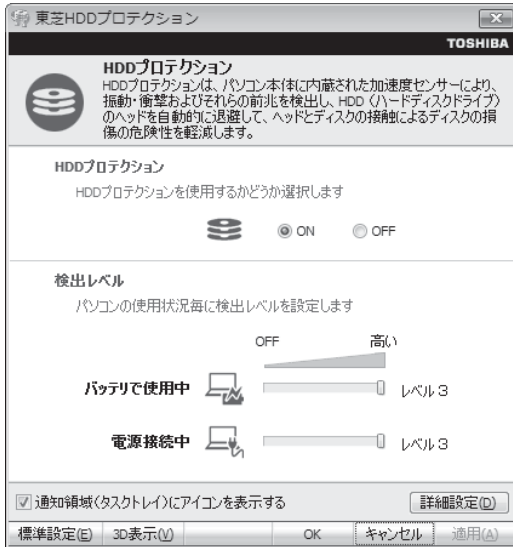 東芝HDDプロテクション
TOSHIBA
HDDプロテクション
HDDプロテクションは、パソコン本体に内蔵された加速度センサーにより、
振動・衝撃およびそれらの前兆を検出し、HDD（ハードディスクドライブ）
のヘッドを自動的に退避して、ヘッドとディスクの接触によるディスクの損
傷の危険性を軽減します。
HDDプロテクション
HDDプロテクションを使用するかどうか選択します
ON OFF
検出レベル
パソコンの使用状況毎に検出レベルを設定します
OFF 高い
バッテリで使用中 レベル 3
電源接続中 レベル 3
通知領域(タスクトレイ)にアイコンを表示する 詳細設定(D)
標準設定(E) 3D表示(V) OK キャンセル 適用(A)